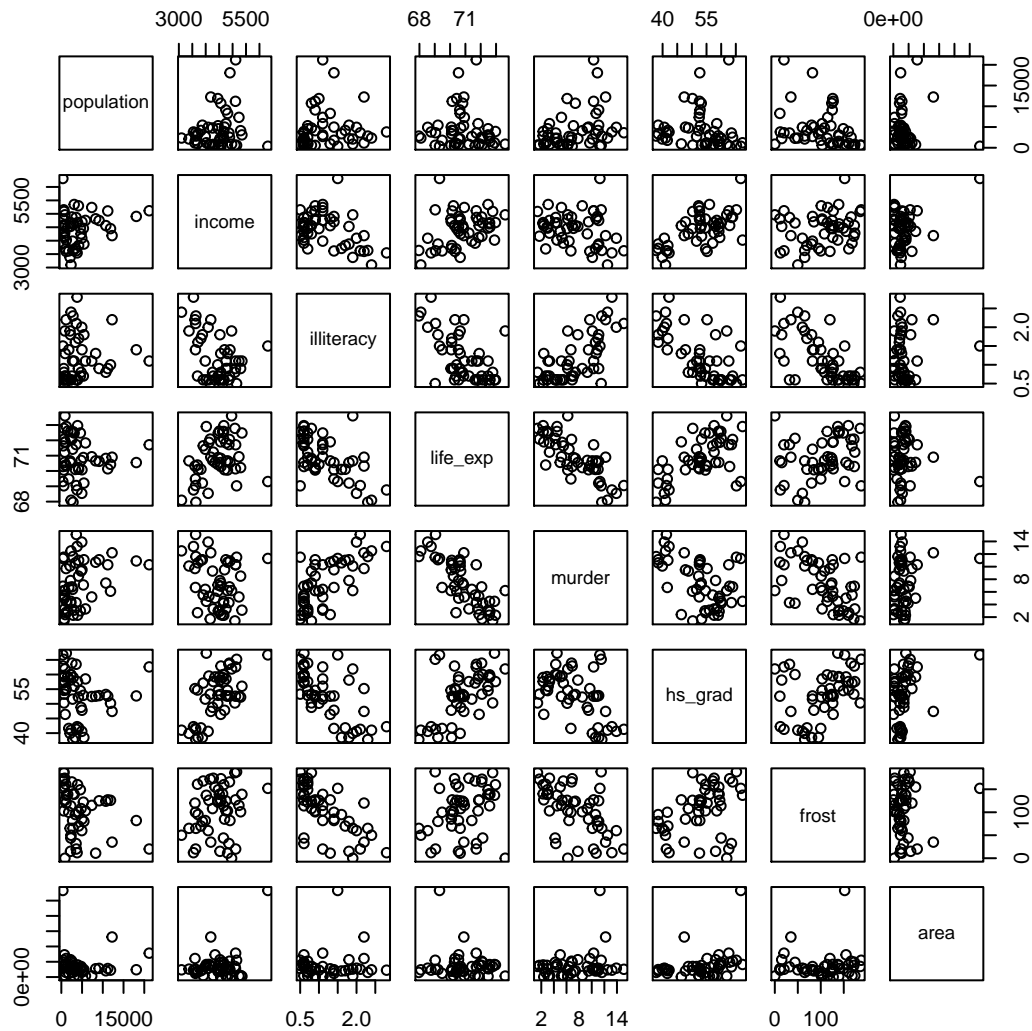 3000 5500 68 71 40 55 0e+00
population 0 15000
3000 5500 income
illiteracy 0.5 2.0
68 71 life_exp
murder 2 8 14
40 55 hs_grad
frost 0 100
0e+00 area
0 15000 0.5 2.0 2 8 14 0 100